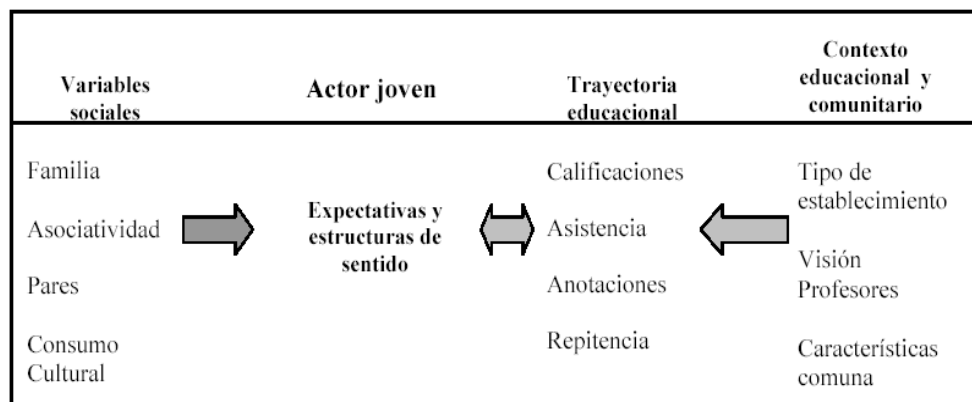 Variables
sociales
Actor joven
Trayectoria
educacional
Contexto
educacional y
comunitario
Familia
Asociatividad
Pares
Consumo
Cultural
Expectativas y
estructuras de
sentido
Calificaciones
Asistencia
Anotaciones
Repitencia
Tipo de
establecimiento
Visión
Profesores
Características
comuna